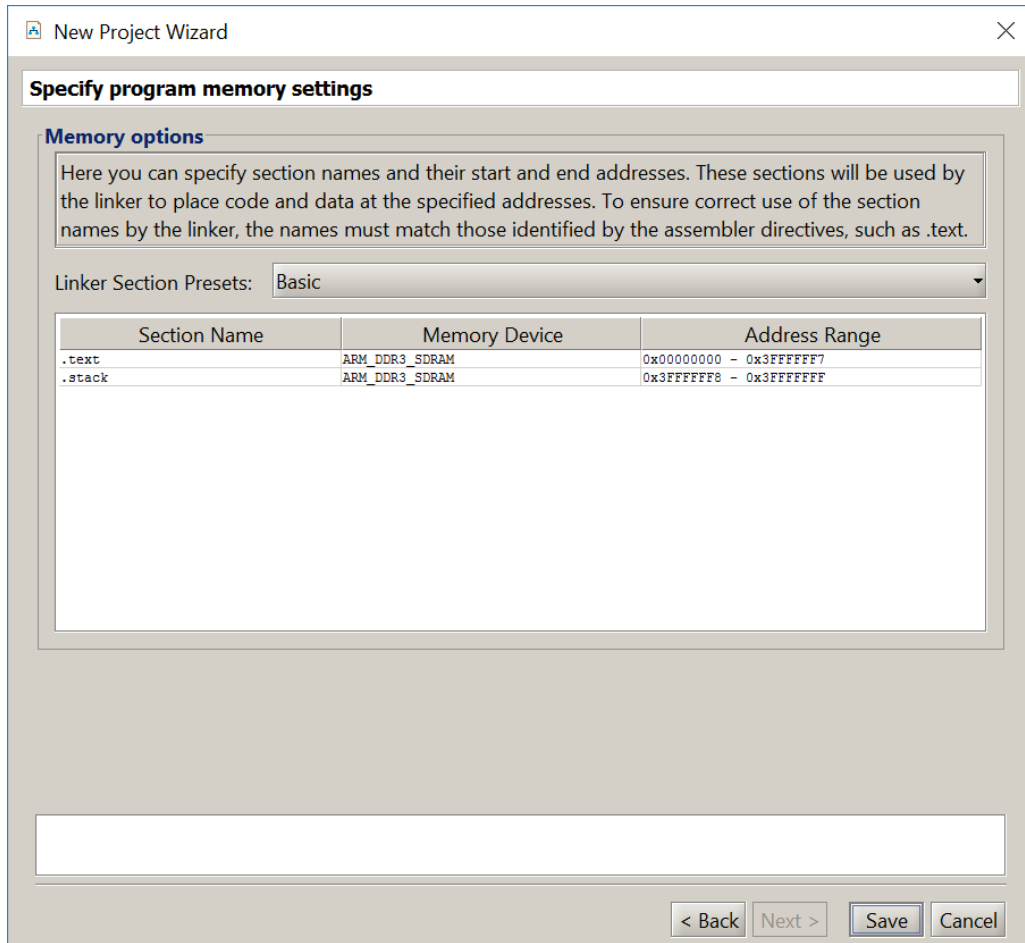 New Project Wizard
Specify program memory settings
Memory options
Here you can specify section names and their start and end addresses. These sections will be used by
the linker to place code and data at the specified addresses. To ensure correct use of the section
names by the linker, the names must match those identified by the assembler directives, such as .text.
Linker Section Presets: Basic
Section Name Memory Device Address Range
.text ARM_DDR3_SDRAM 0x00000000 - 0x3FFFFFF7
.stack ARM_DDR3_SDRAM 0x3FFFFFF8 - 0x3FFFFFFF
< Back Next > Save Cancel